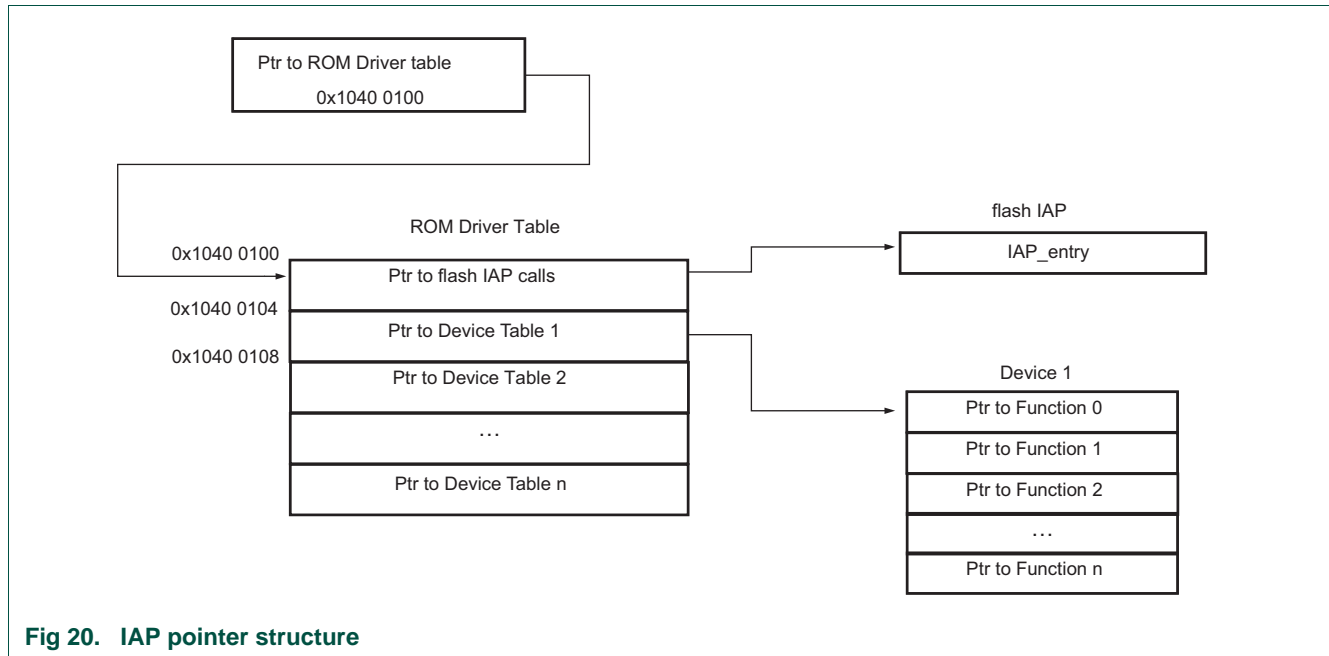 Ptr to ROM Driver table
0x1040 0100
ROM Driver Table
0x1040 0100
Ptr to flash IAP calls
0x1040 0104
Ptr to Device Table 1
0x1040 0108
Ptr to Device Table 2
...
Ptr to Device Table n
flash IAP
IAP_entry
Device 1
Ptr to Function 0
Ptr to Function 1
Ptr to Function 2
...
Ptr to Function n
Fig 20. IAP pointer structure